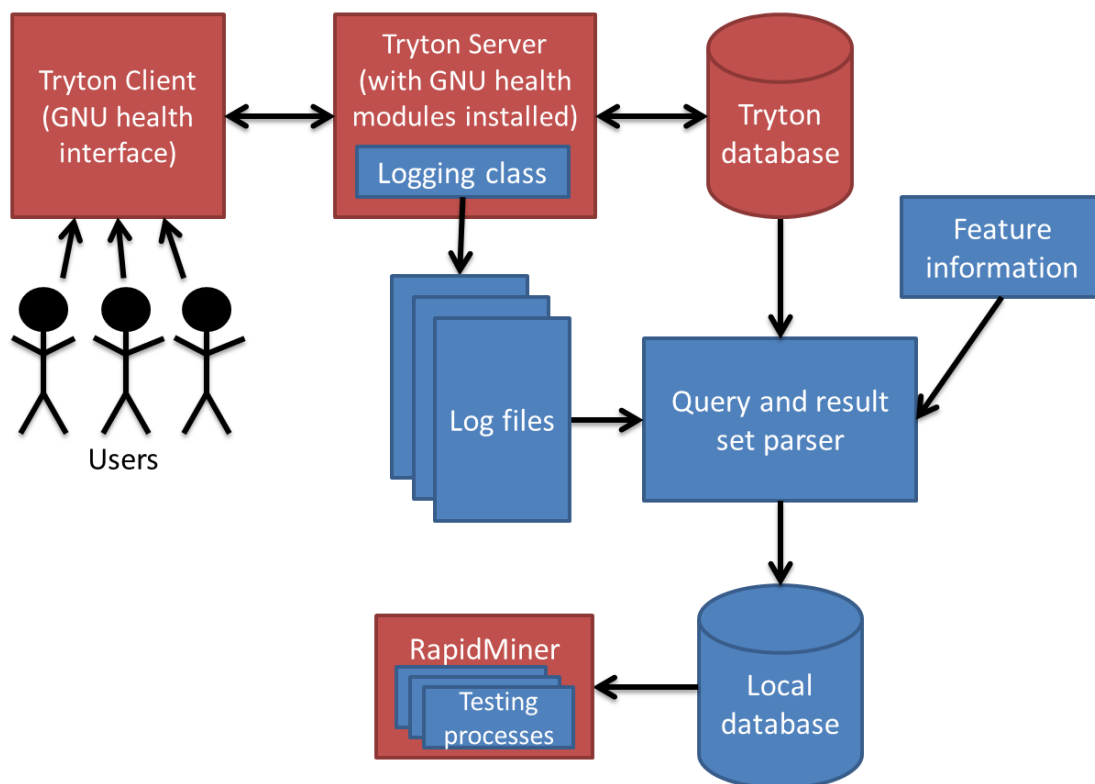 Tryton Client
(GNU health
interface)
Tryton Server
(with GNU health
modules installed)
Logging class
Tryton
database
Feature
information
Users
Log files
Query and result
set parser
RapidMiner
Testing
processes
Local
database